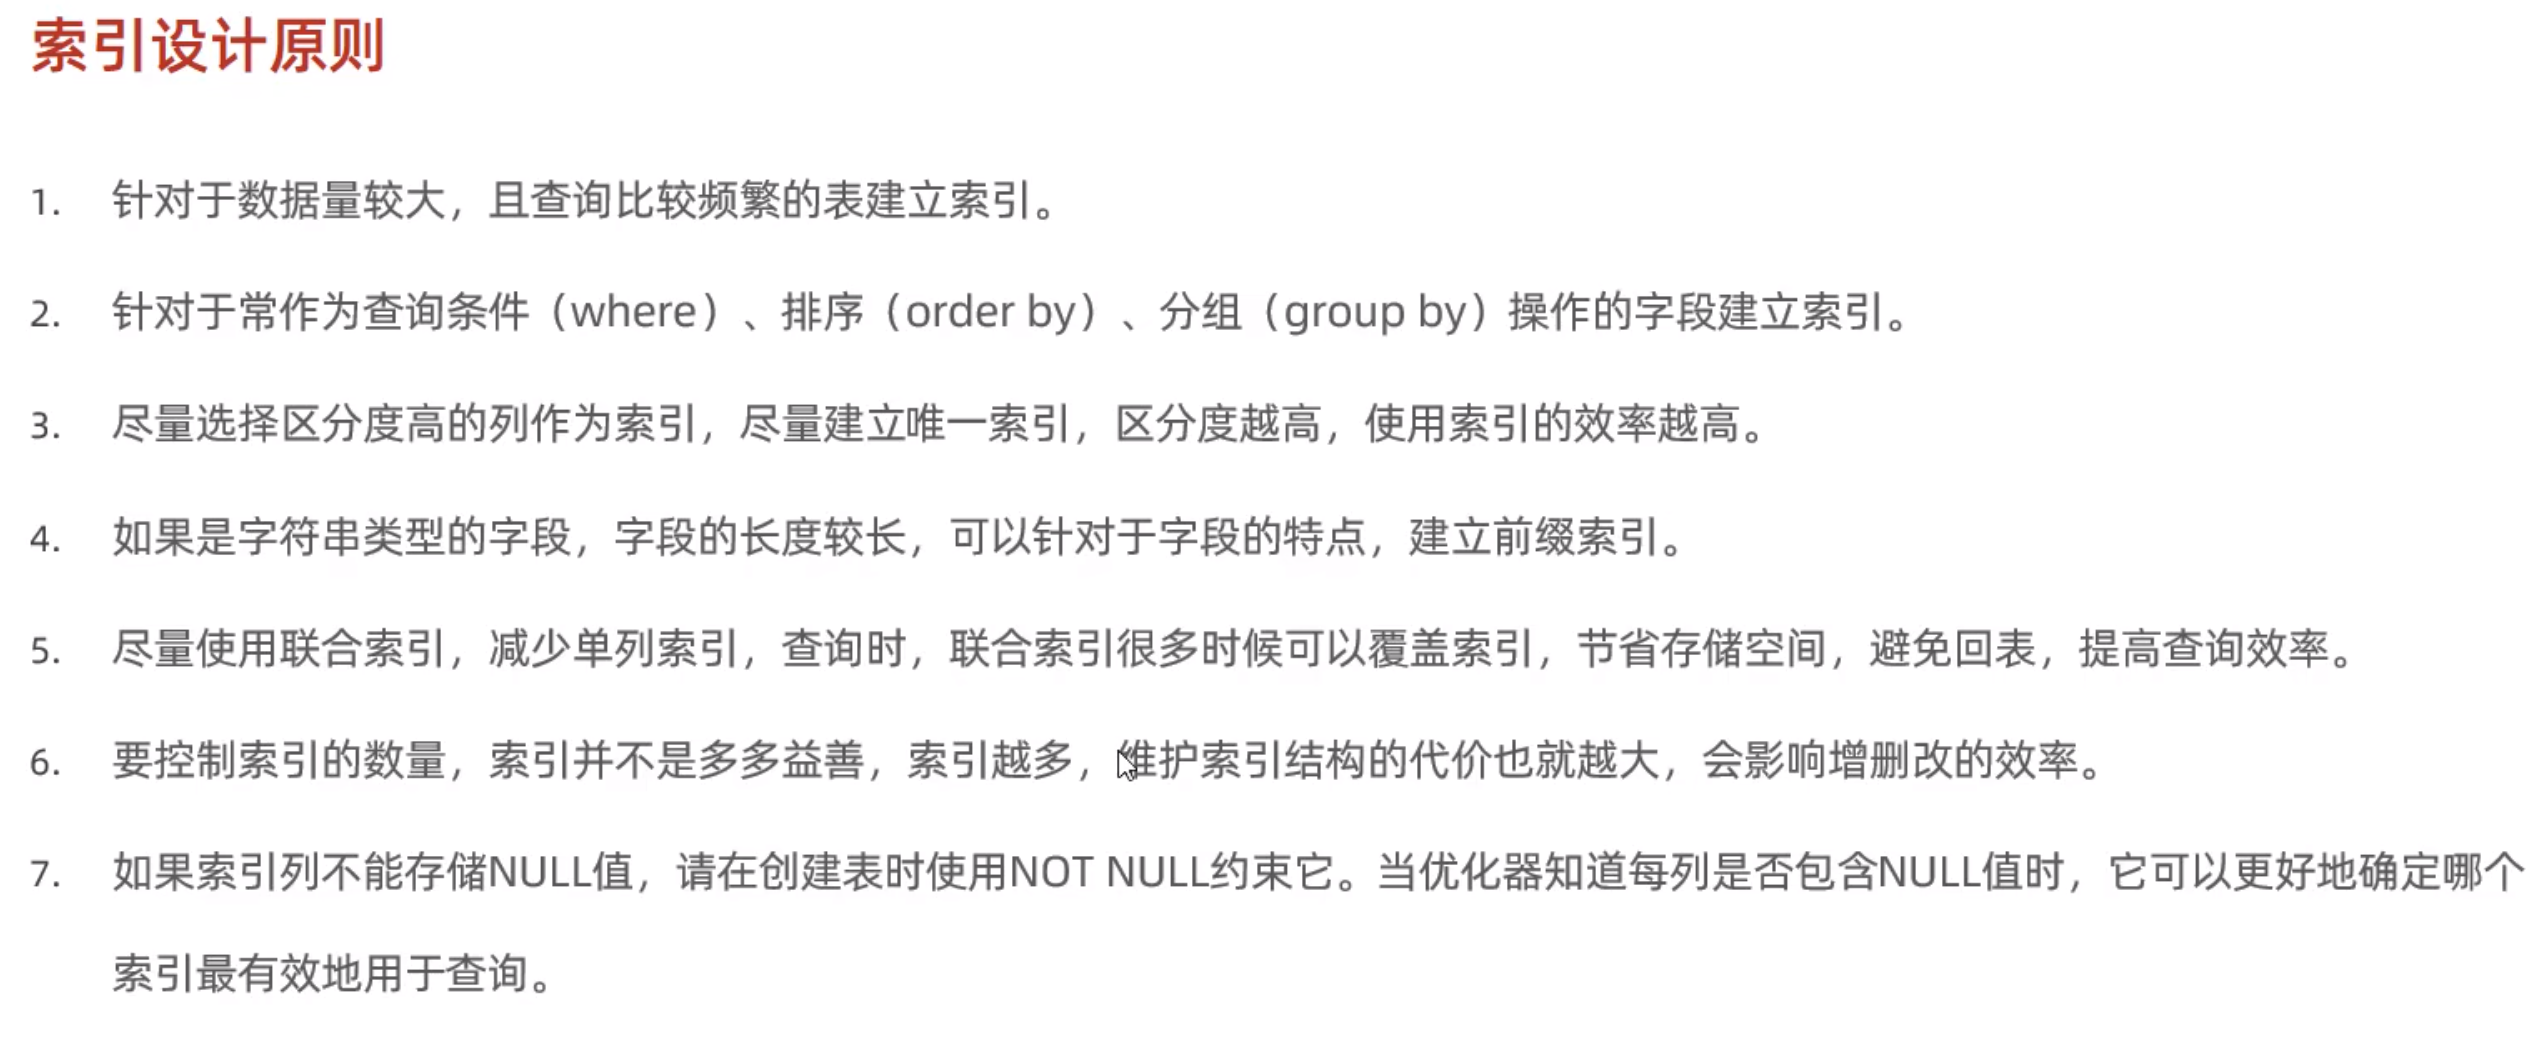 索引设计原则
1. 针对于数据量较大，且查询比较频繁的表建立索引。
2. 针对于常作为查询条件（where）、排序（order by）、分组（group by）操作的字段建立索引。
3. 尽量选择区分度高的列作为索引，尽量建立唯一索引，区分度越高，使用索引的效率越高。
4. 如果是字符串类型的字段，字段的长度较长，可以针对于字段的特点，建立前缀索引。
5. 尽量使用联合索引，减少单列索引，查询时，联合索引很多时候可以覆盖索引，节省存储空间，避免回表，提高查询效率。
6. 要控制索引的数量，索引并不是多多益善，索引越多，维护索引结构的代价也就越大，会影响增删改的效率。
7. 如果索引列不能存储NULL值，请在创建表时使用NOT NULL约束它。当优化器知道每列是否包含NULL值时，它可以更好地确定哪个
索引最有效地用于查询。